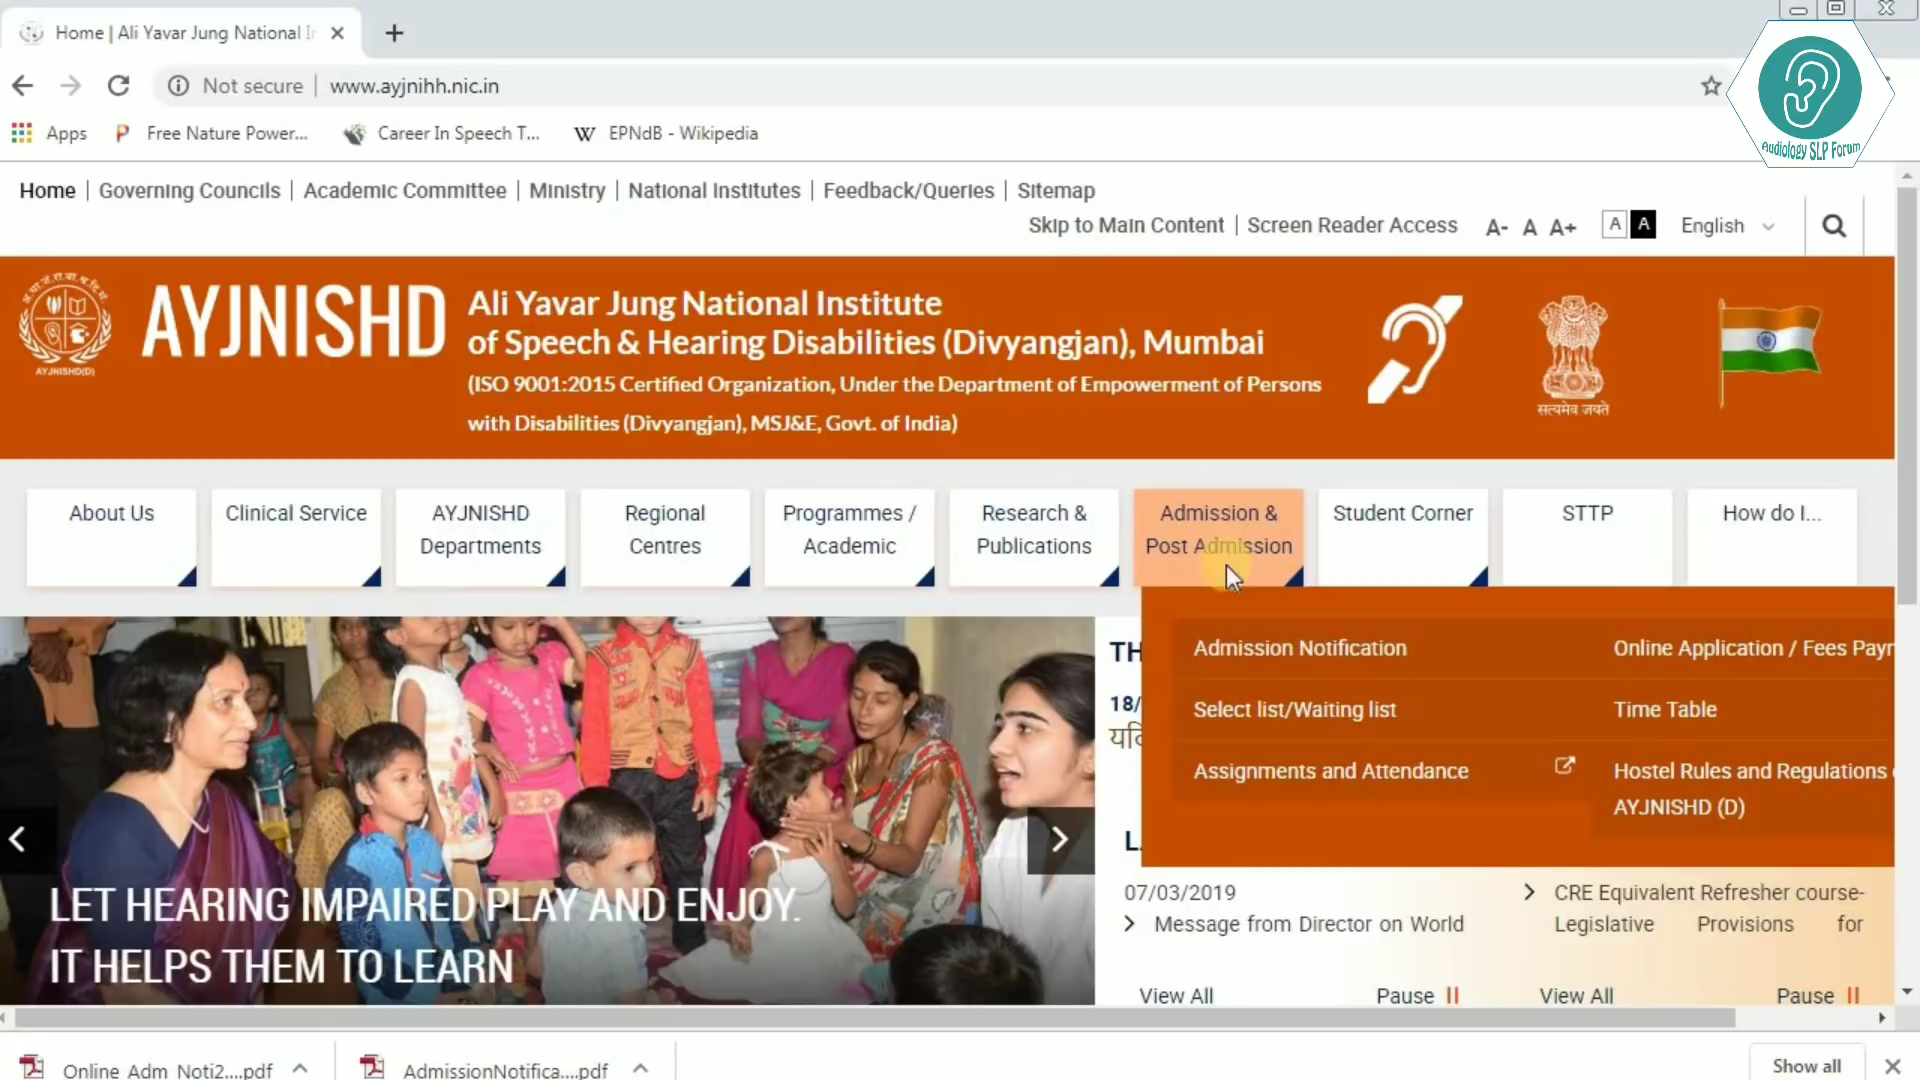 Home | Ali Yavar Jung National I
Not secure
www.ayjnihh.nic.in
Apps
Free Nature Power...
Career In Speech T...
EPNdB - Wikipedia
Audiology SLP Forum
Home | Governing Councils | Academic Committee | Ministry | National Institutes | Feedback/Queries | Sitemap
Skip to Main Content | Screen Reader Access A- A A+ A A English
AYJNISHD
Ali Yavar Jung National Institute
of Speech & Hearing Disabilities (Divyangjan), Mumbai
(ISO 9001:2015 Certified Organization, Under the Department of Empowerment of Persons
with Disabilities (Divyangjan), MSJ&E, Govt. of India)
AYJNISHD(D)
सत्यमेव जयते
About Us
Clinical Service
AYJNISHD
Departments
Regional
Centres
Programmes /
Academic
Research &
Publications
Admission &
Post Admission
Student Corner
STTP
How do I...
Admission Notification
Online Application / Fees Payr
Select list/Waiting list
Time Table
Assignments and Attendance
Hostel Rules and Regulations
AYJNISHD (D)
TH
18/
यदि
L
LET HEARING IMPAIRED PLAY AND ENJOY.
IT HELPS THEM TO LEARN
07/03/2019
Message from Director on World
CRE Equivalent Refresher course-
Legislative Provisions for
View All
Pause
View All
Pause
Online Adm Noti2....pdf
AdmissionNotifica....pdf
Show all